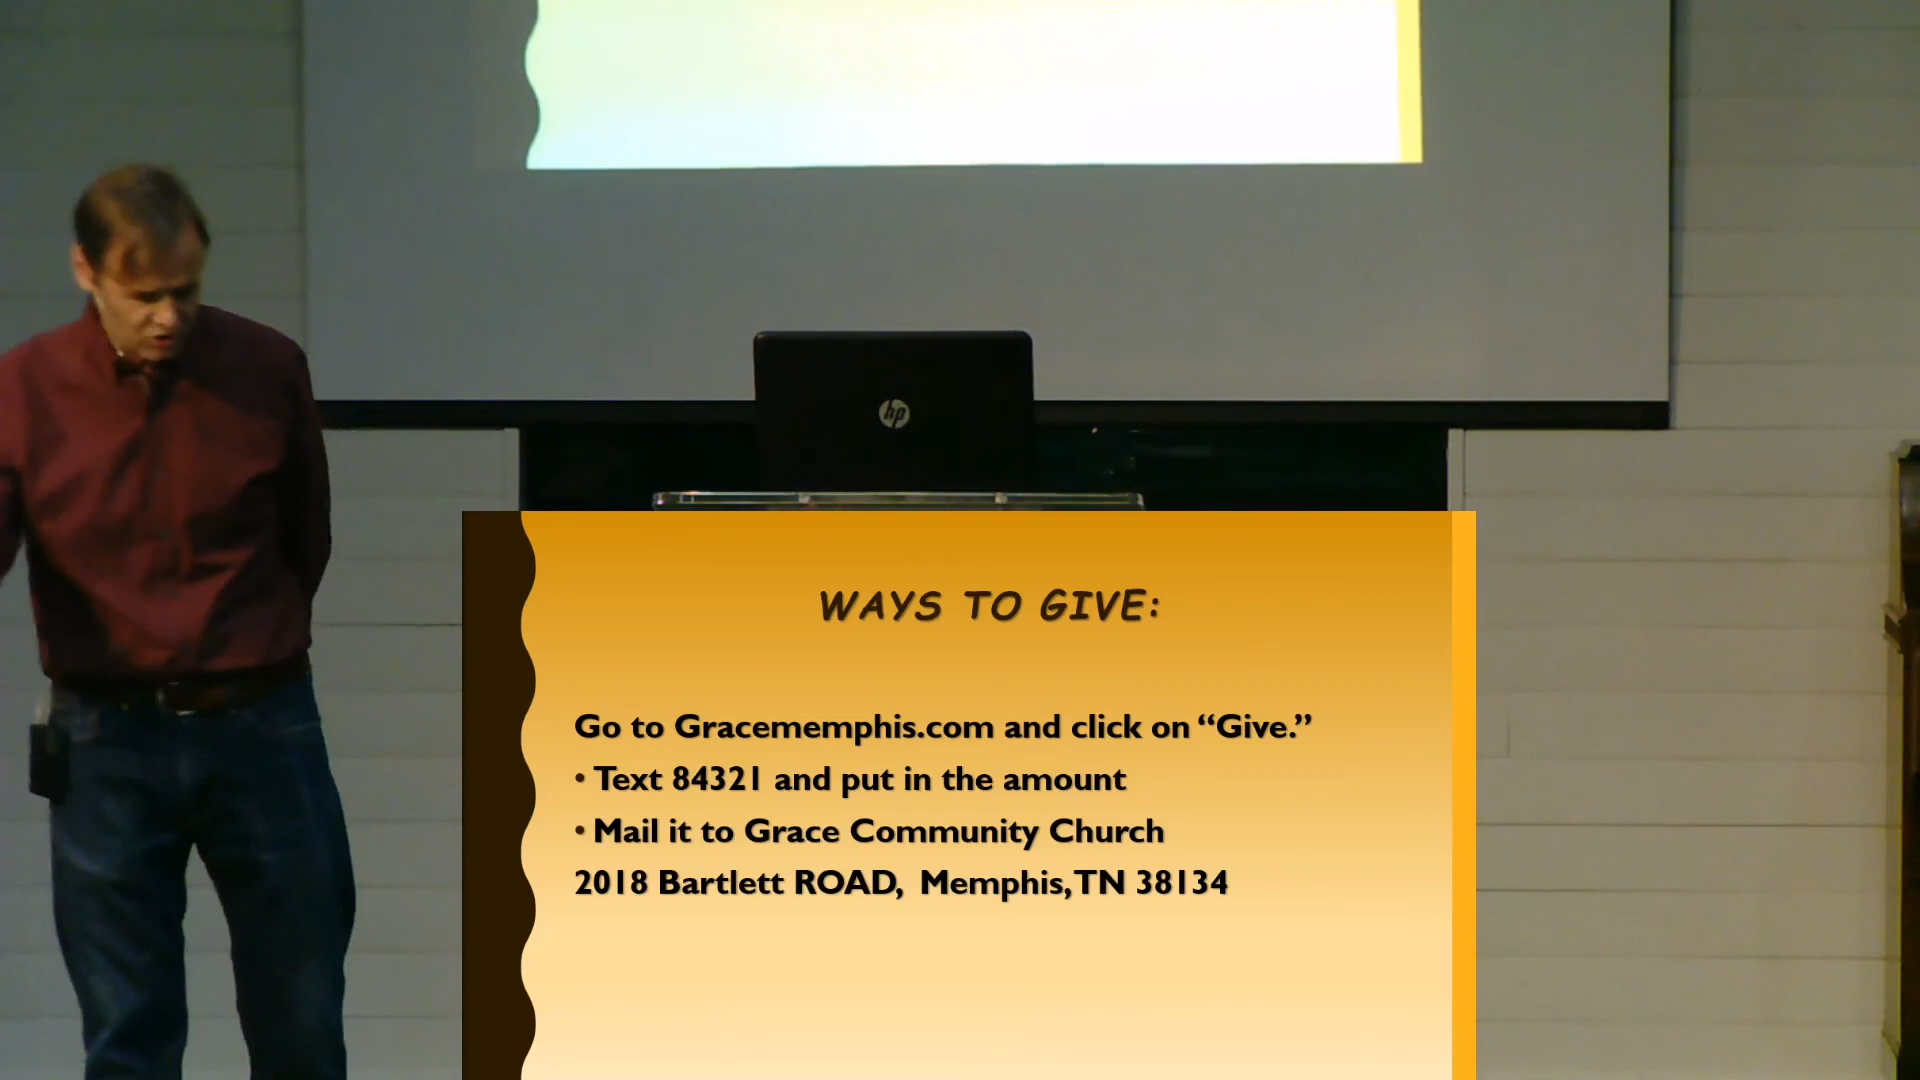 hp
WAYS TO GIVE:
Go to Gracememphis.com and click on “Give.”
• Text 84321 and put in the amount
• Mail it to Grace Community Church
2018 Bartlett ROAD, Memphis, TN 38134